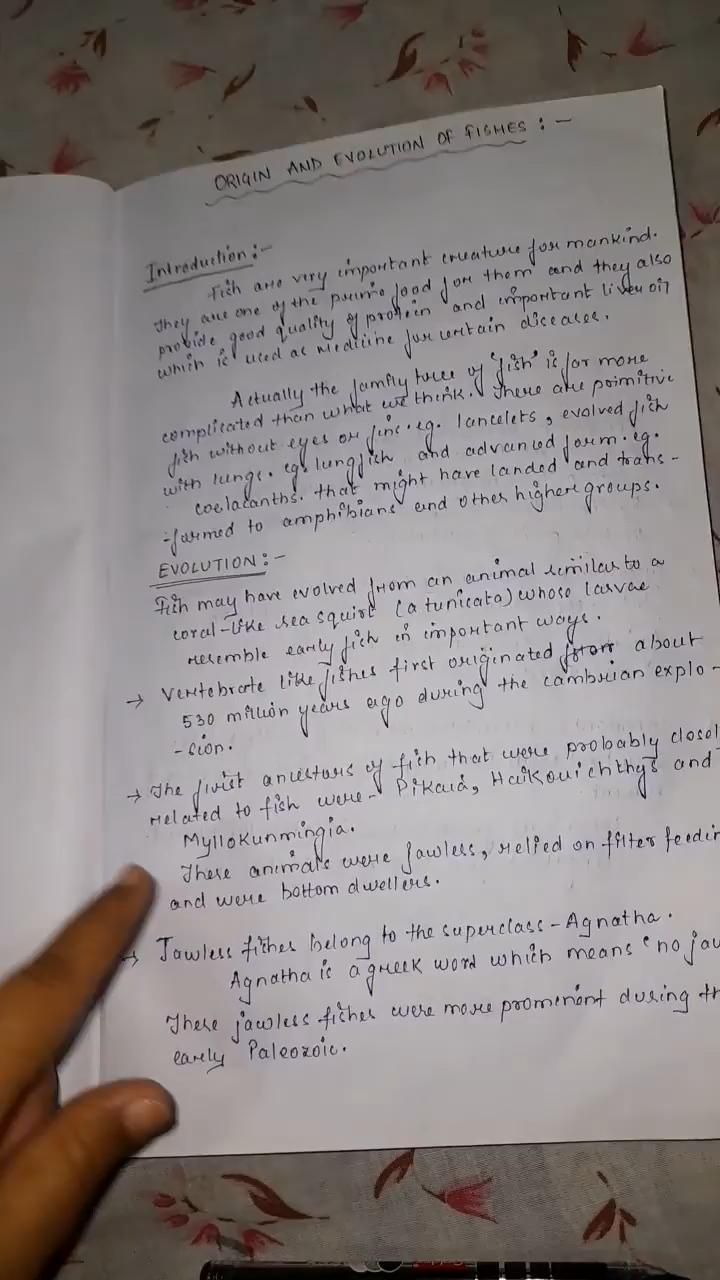 ORIGIN AND EVOLUTION OF FISHES :-
Introduction :-
Fish are very important creature for mankind.
They are one of the prime food for them and they also
provide good quality of protein and important liver oil
which is used as medicine for certain diseases.
Actually the family tree of 'fish' is far more
complicated than what we think. There are primitive
fish without eyes or fins. eg. lancelets, evolved fish
with lungs. eg. lungfish and advanced form. eg.
coelacanths. that might have landed and trans-
-formed to amphibians and other higher groups.
EVOLUTION :-
Fish may have evolved from an animal similar to a
coral-like sea squirt (a tunicata) whose larvae
resemble early fish in important ways.
→ Vertebrate like fishes first originated about
530 million years ago during the cambrian explo-
-sion.
→ The first ancestors of fish that were probably closel
related to fish were - Pikaia, Haikouichthys and
Myllokunmingia.
These animals were jawless, relied on filter feedin
and were bottom dwellers.
→ Jawless fishes belong to the superclass - Agnatha.
Agnatha is a greek word which means "no jaw
These jawless fishes were more prominent during th
early Paleozoic.